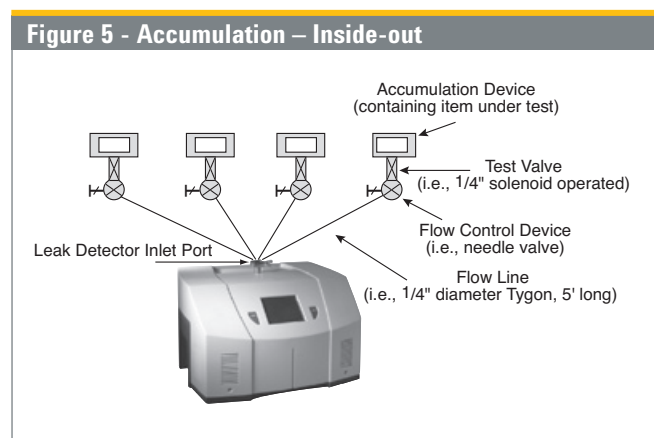 Figure 5 - Accumulation – Inside-out
Accumulation Device
(containing item under test)
Test Valve
(i.e., 1/4" solenoid operated)
Flow Control Device
(i.e., needle valve)
Leak Detector Inlet Port
Flow Line
(i.e., 1/4" diameter Tygon, 5' long)